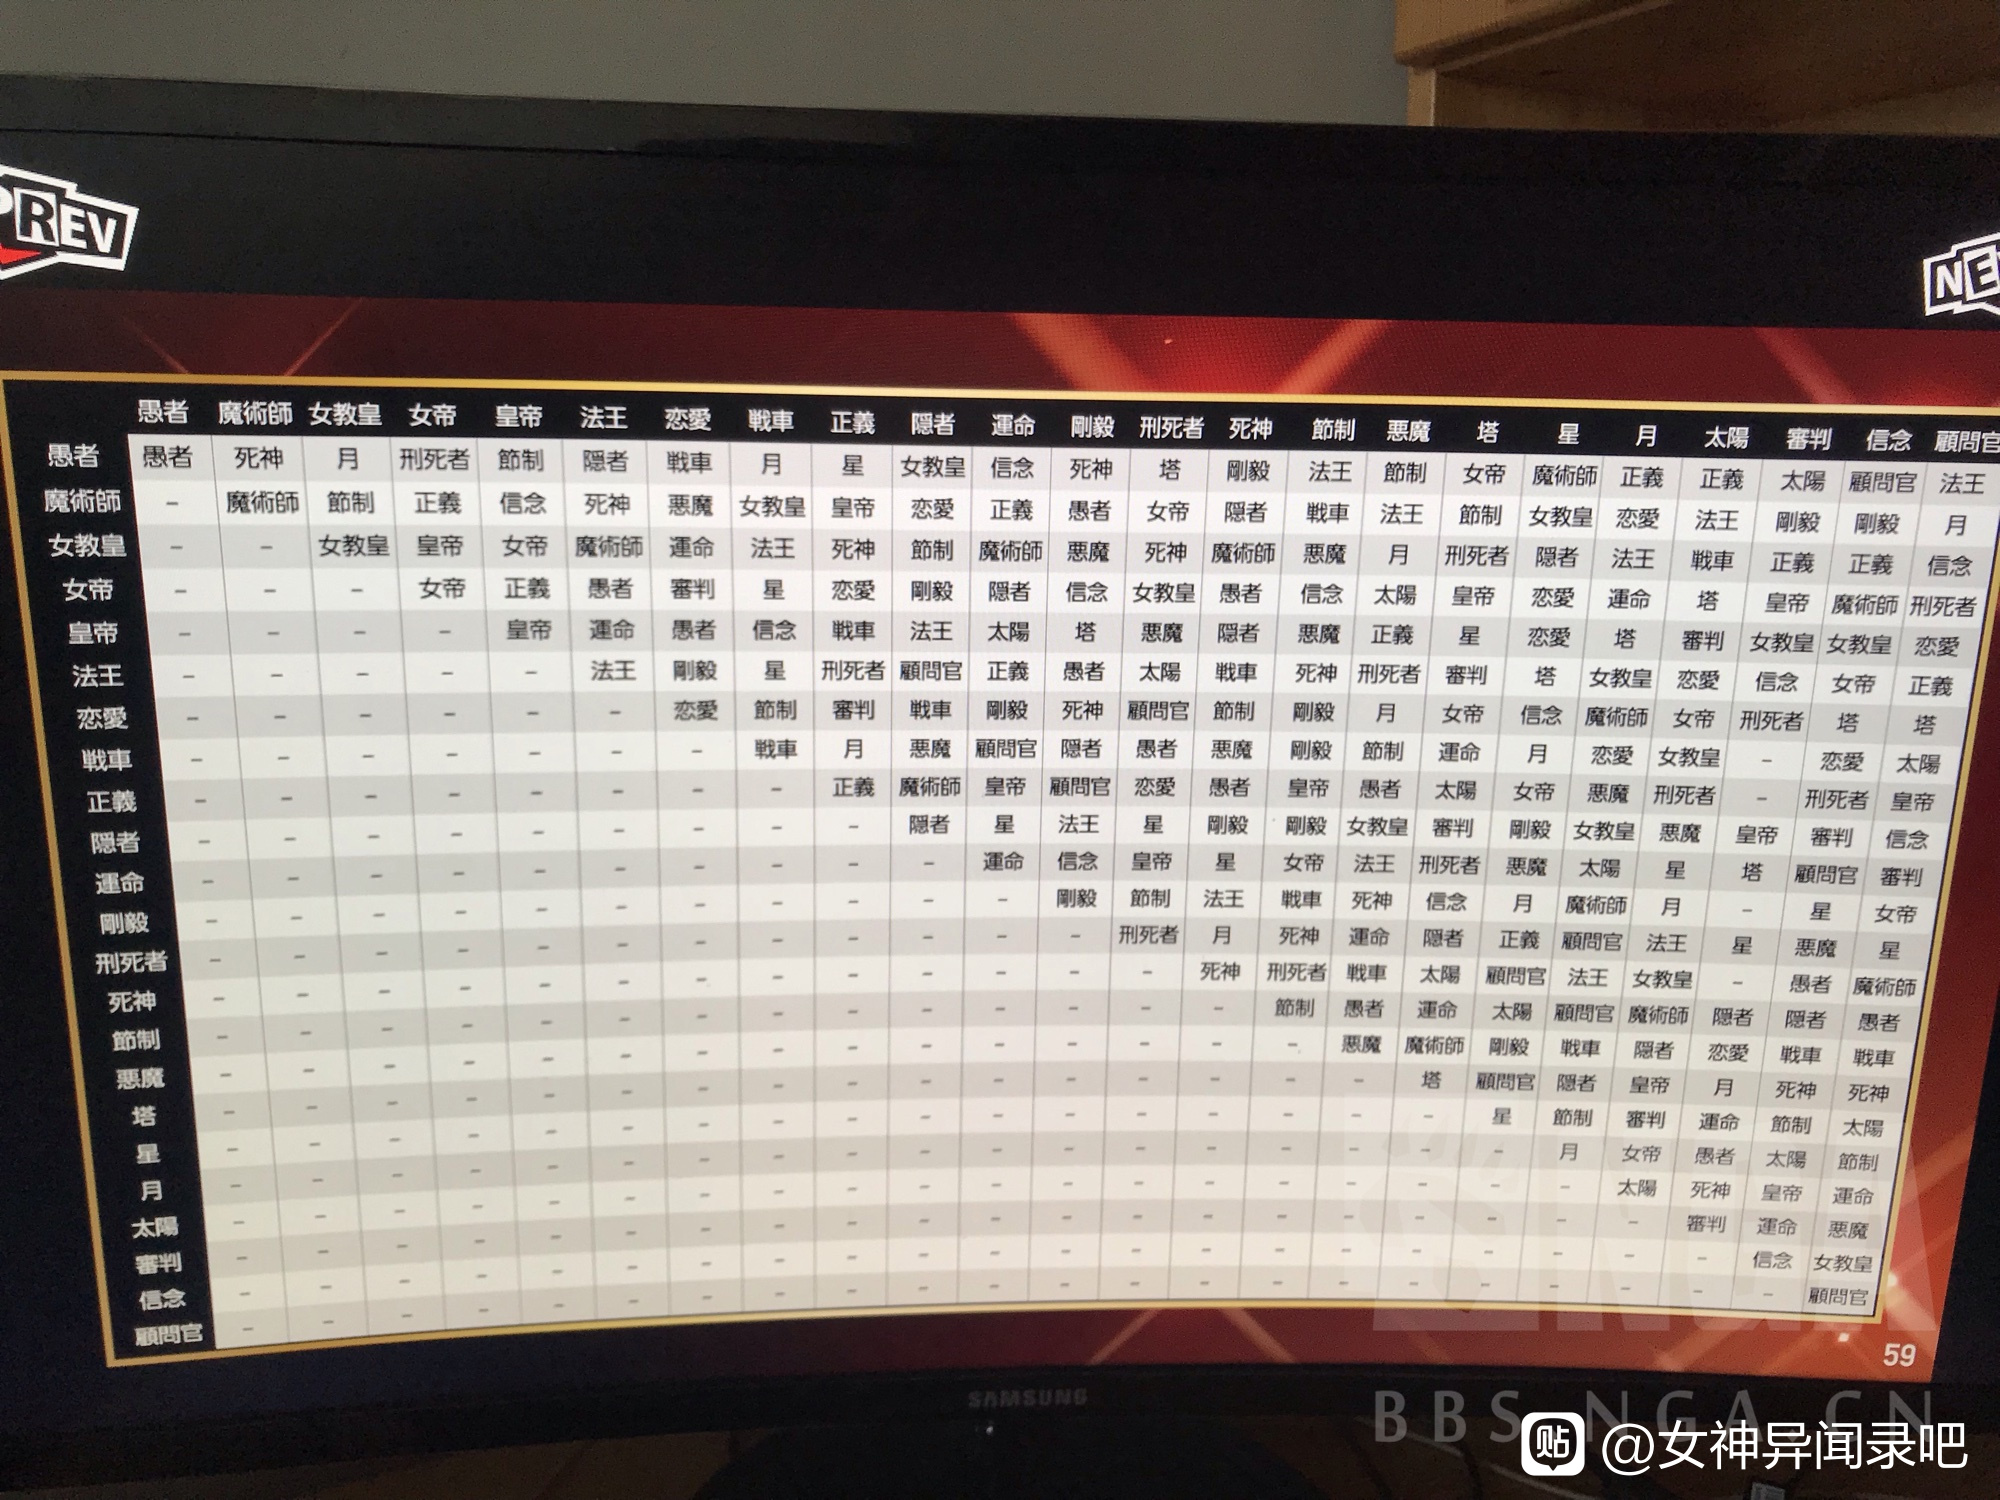 PREV
NE
愚者 魔術師 女教皇 女帝 皇帝 法王 恋愛 戦車 正義 隠者 運命 剛毅 刑死者 死神 節制 悪魔 塔 星 月 太陽 審判 信念 顧問官
愚者 愚者 死神 月 刑死者 節制 隠者 戦車 月 星 女教皇 信念 死神 塔 剛毅 法王 節制 女帝 魔術師 正義 正義 太陽 顧問官 法王
魔術師 - 魔術師 節制 正義 信念 死神 悪魔 女教皇 皇帝 恋愛 正義 愚者 女帝 隠者 戦車 法王 節制 女教皇 恋愛 法王 剛毅 剛毅 月
女教皇 - - 女教皇 皇帝 女帝 魔術師 運命 法王 死神 節制 魔術師 悪魔 死神 魔術師 悪魔 月 刑死者 隠者 法王 戦車 正義 正義 信念
女帝 - - - 女帝 正義 愚者 審判 星 恋愛 剛毅 隠者 信念 女教皇 愚者 信念 太陽 皇帝 恋愛 運命 塔 皇帝 魔術師 刑死者
皇帝 - - - - 皇帝 運命 愚者 信念 戦車 法王 太陽 塔 悪魔 隠者 悪魔 正義 星 恋愛 塔 審判 女教皇 女教皇 恋愛
法王 - - - - - 法王 剛毅 星 刑死者 顧問官 正義 愚者 太陽 戦車 死神 刑死者 審判 塔 女教皇 恋愛 信念 女帝 正義
恋愛 - - - - - - 恋愛 節制 審判 戦車 剛毅 死神 顧問官 節制 剛毅 月 女帝 信念 魔術師 女帝 刑死者 塔 塔
戦車 - - - - - - - 戦車 月 悪魔 顧問官 隠者 愚者 悪魔 剛毅 節制 運命 月 恋愛 女教皇 - 恋愛 太陽
正義 - - - - - - - - 正義 魔術師 皇帝 顧問官 恋愛 愚者 皇帝 愚者 太陽 女帝 悪魔 刑死者 - 刑死者 皇帝
隠者 - - - - - - - - - 隠者 星 法王 星 剛毅 剛毅 女教皇 審判 剛毅 女教皇 悪魔 皇帝 審判 信念
運命 - - - - - - - - - - 運命 信念 皇帝 星 女帝 法王 刑死者 悪魔 太陽 星 塔 顧問官 審判
剛毅 - - - - - - - - - - - 剛毅 節制 法王 戦車 死神 信念 月 魔術師 月 - 星 女帝
刑死者 - - - - - - - - - - - - 刑死者 月 死神 運命 隠者 正義 顧問官 法王 星 悪魔 星
死神 - - - - - - - - - - - - - 死神 刑死者 戦車 太陽 顧問官 法王 女教皇 - 愚者 魔術師
節制 - - - - - - - - - - - - - - 節制 愚者 運命 太陽 顧問官 魔術師 隠者 隠者 愚者
悪魔 - - - - - - - - - - - - - - - 悪魔 魔術師 剛毅 戦車 隠者 恋愛 戦車 戦車
塔 - - - - - - - - - - - - - - - - 塔 顧問官 隠者 皇帝 月 死神 死神
星 - - - - - - - - - - - - - - - - - 星 節制 審判 運命 節制 太陽
月 - - - - - - - - - - - - - - - - - - 月 女帝 愚者 太陽 節制
太陽 - - - - - - - - - - - - - - - - - - - 太陽 死神 皇帝 運命
審判 - - - - - - - - - - - - - - - - - - - - 審判 運命 悪魔
信念 - - - - - - - - - - - - - - - - - - - - - 信念 女教皇
顧問官 - - - - - - - - - - - - - - - - - - - - - - 顧問官
59
SAMSUNG
NGA
BBS.NGA.CN
贴 @女神异闻录吧